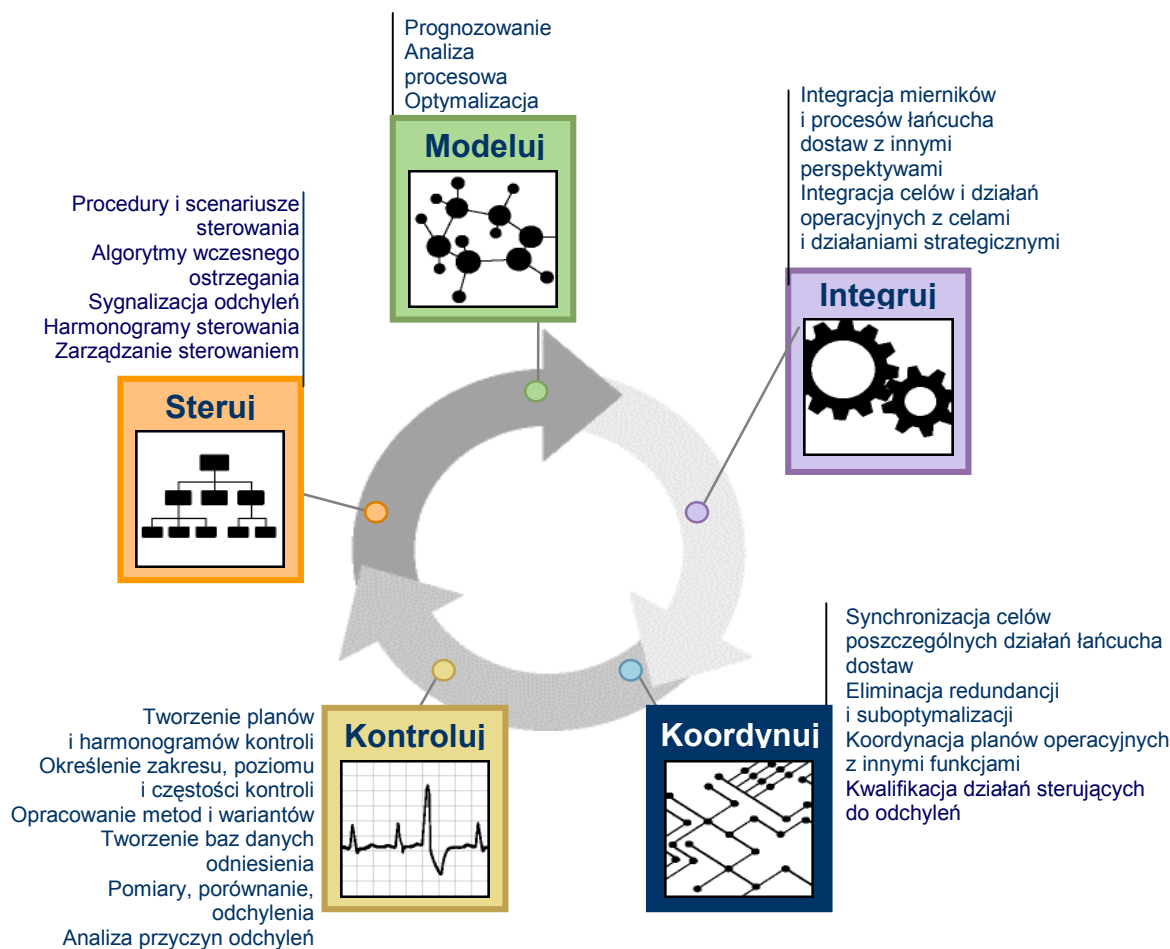 Prognozowanie
Analiza
procesowa
Optymalizacja
Modeluj
Integracja mierników
i procesów łańcucha
dostaw z innymi
perspektywami
Integracja celów i działań
operacyjnych z celami
i działaniami strategicznymi
Integruj
Procedury i scenariusze
sterowania
Algorytmy wczesnego
ostrzegania
Sygnalizacja odchyleń
Harmonogramy sterowania
Zarządzanie sterowaniem
Steruj
Synchronizacja celów
poszczególnych działań łańcucha
dostaw
Eliminacja redundancji
i suboptymalizacji
Koordynacja planów operacyjnych
z innymi funkcjami
Kwalifikacja działań sterujących
do odchyleń
Koordynuj
Kontroluj
Tworzenie planów
i harmonogramów kontroli
Określenie zakresu, poziomu
i częstości kontroli
Opracowanie metod i wariantów
Tworzenie baz danych
odniesienia
Pomiary, porównanie,
odchylenia
Analiza przyczyn odchyleń